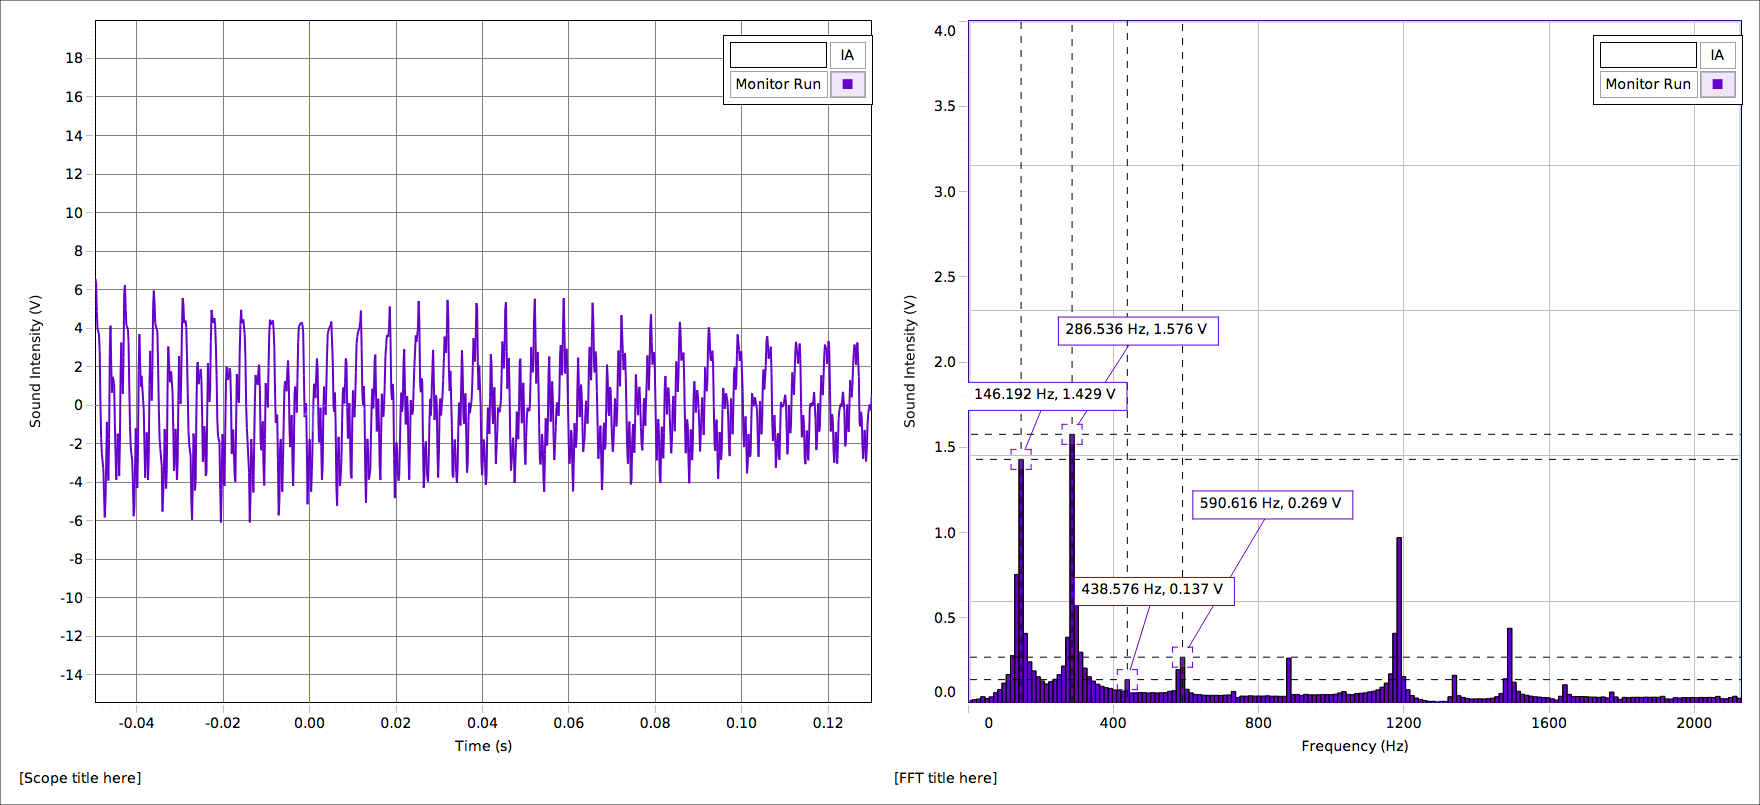 18
16
14
12
10
8
6
4
2
0
-2
-4
-6
-8
-10
-12
-14
Sound Intensity (V)
-0.04 -0.02 0.00 0.02 0.04 0.06 0.08 0.10 0.12
Time (s)
IA
Monitor Run
[Scope title here]
4.0
3.5
3.0
2.5
2.0
1.5
1.0
0.5
0.0
Sound Intensity (V)
IA
Monitor Run
286.536 Hz, 1.576 V
146.192 Hz, 1.429 V
590.616 Hz, 0.269 V
438.576 Hz, 0.137 V
0 400 800 1200 1600 2000
Frequency (Hz)
[FFT title here]